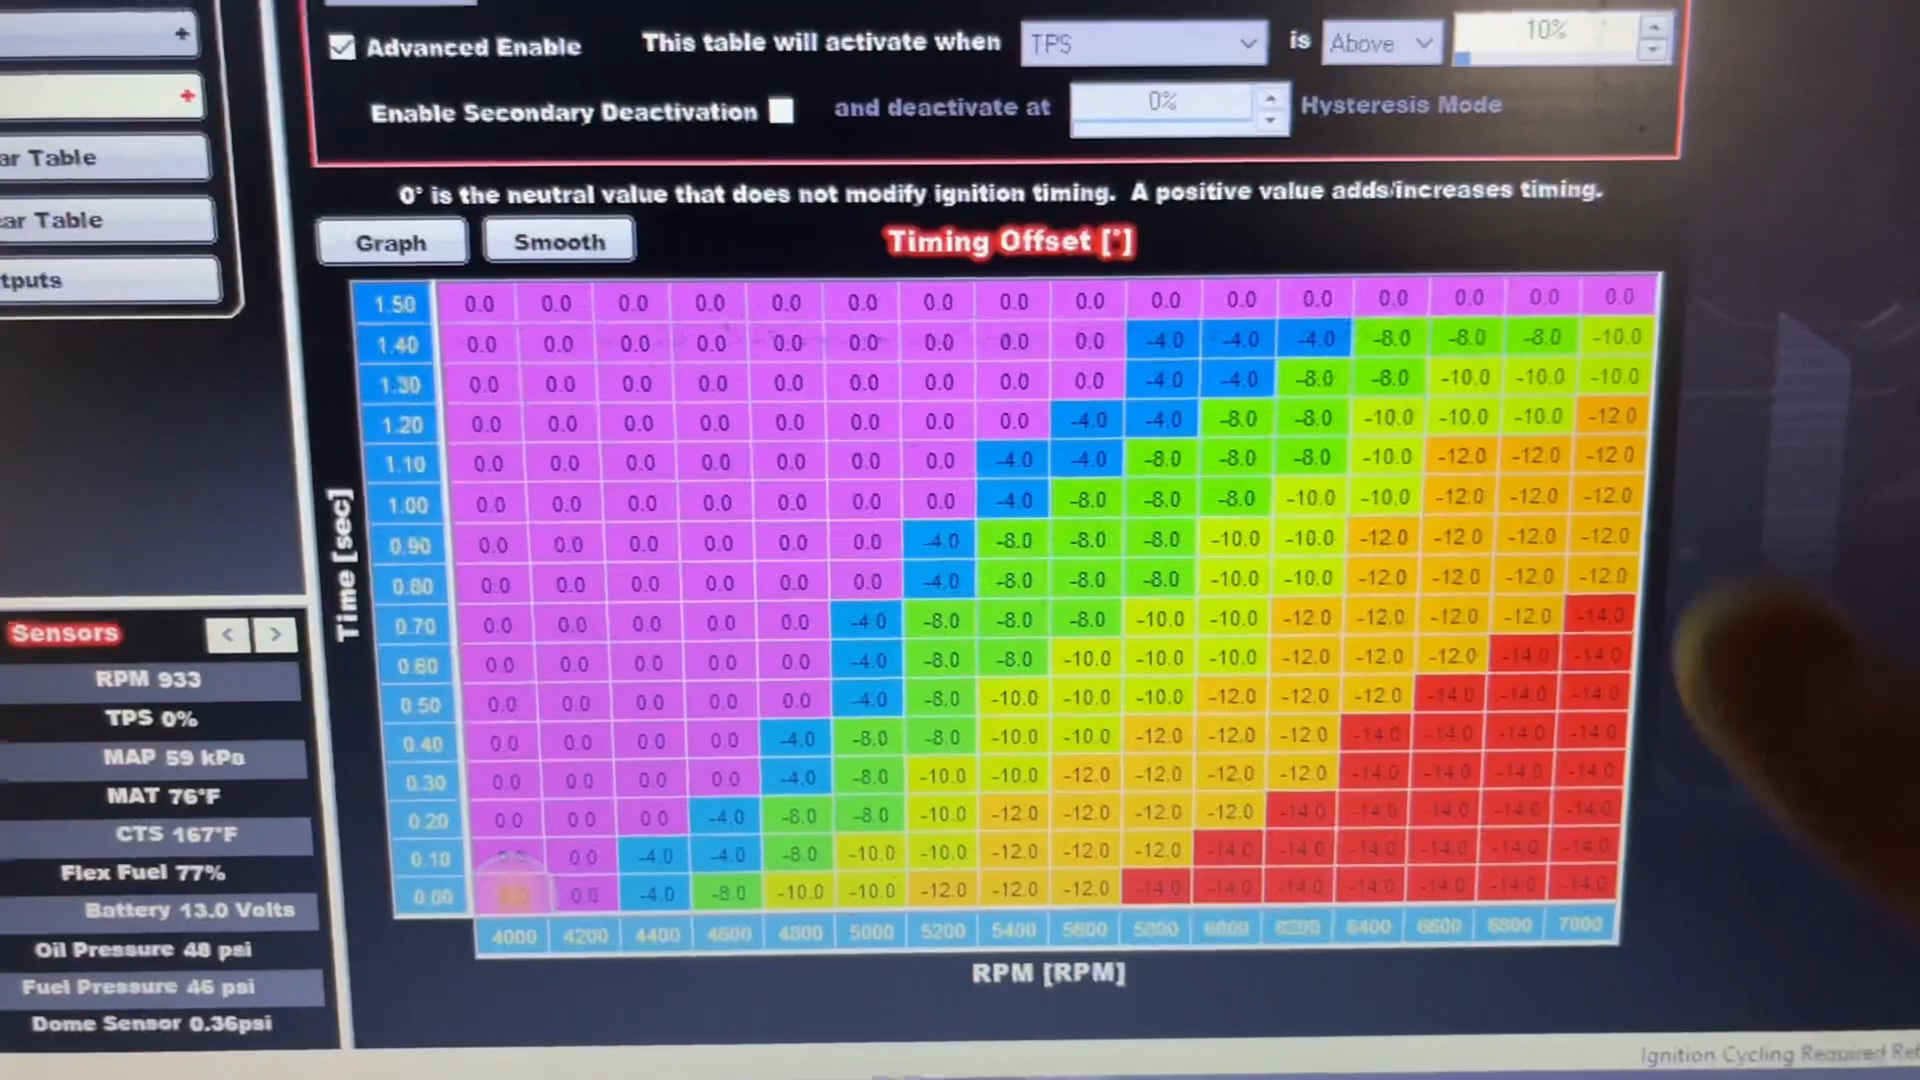 Advanced Enable This table will activate when TPS is Above 10%
Enable Secondary Deactivation and deactivate at 0% Hysteresis Mode
ar Table
ar Table
tputs
0° is the neutral value that does not modify ignition timing. A positive value adds/increases timing.
Graph Smooth Timing Offset [°]
1.50 0.0 0.0 0.0 0.0 0.0 0.0 0.0 0.0 0.0 0.0 0.0 0.0 0.0 0.0 0.0 0.0
1.40 0.0 0.0 0.0 0.0 0.0 0.0 0.0 0.0 0.0 -4.0 -4.0 -4.0 -8.0 -8.0 -8.0 -10.0
1.30 0.0 0.0 0.0 0.0 0.0 0.0 0.0 0.0 0.0 -4.0 -4.0 -8.0 -8.0 -10.0 -10.0 -10.0
1.20 0.0 0.0 0.0 0.0 0.0 0.0 0.0 0.0 -4.0 -4.0 -8.0 -8.0 -10.0 -10.0 -10.0 -12.0
1.10 0.0 0.0 0.0 0.0 0.0 0.0 0.0 -4.0 -4.0 -8.0 -8.0 -8.0 -10.0 -12.0 -12.0 -12.0
1.00 0.0 0.0 0.0 0.0 0.0 0.0 0.0 -4.0 -8.0 -8.0 -8.0 -10.0 -10.0 -12.0 -12.0 -12.0
0.90 0.0 0.0 0.0 0.0 0.0 0.0 -4.0 -8.0 -8.0 -8.0 -10.0 -10.0 -12.0 -12.0 -12.0 -12.0
0.80 0.0 0.0 0.0 0.0 0.0 0.0 -4.0 -8.0 -8.0 -8.0 -10.0 -10.0 -12.0 -12.0 -12.0 -12.0
0.70 0.0 0.0 0.0 0.0 0.0 -4.0 -8.0 -8.0 -8.0 -10.0 -10.0 -12.0 -12.0 -12.0 -12.0 -14.0
0.60 0.0 0.0 0.0 0.0 0.0 -4.0 -8.0 -8.0 -10.0 -10.0 -10.0 -12.0 -12.0 -12.0 -14.0 -14.0
0.50 0.0 0.0 0.0 0.0 0.0 -4.0 -8.0 -10.0 -10.0 -10.0 -12.0 -12.0 -12.0 -14.0 -14.0 -14.0
0.40 0.0 0.0 0.0 0.0 -4.0 -8.0 -8.0 -10.0 -10.0 -12.0 -12.0 -12.0 -14.0 -14.0 -14.0 -14.0
0.30 0.0 0.0 0.0 0.0 -4.0 -8.0 -10.0 -10.0 -12.0 -12.0 -12.0 -12.0 -14.0 -14.0 -14.0 -14.0
0.20 0.0 0.0 0.0 -4.0 -8.0 -8.0 -10.0 -12.0 -12.0 -12.0 -12.0 -14.0 -14.0 -14.0 -14.0 -14.0
0.10 0.0 0.0 -4.0 -4.0 -8.0 -10.0 -10.0 -12.0 -12.0 -12.0 -14.0 -14.0 -14.0 -14.0 -14.0 -14.0
0.00 0.0 0.0 -4.0 -8.0 -10.0 -10.0 -12.0 -12.0 -12.0 -14.0 -14.0 -14.0 -14.0 -14.0 -14.0 -14.0
4000 4200 4400 4600 4800 5000 5200 5400 5600 5800 6000 6200 6400 6600 6800 7000
Time [sec]
RPM [RPM]
Sensors < >
RPM 933
TPS 0%
MAP 59 kPa
MAT 76°F
CTS 167°F
Flex Fuel 77%
Battery 13.0 Volts
Oil Pressure 48 psi
Fuel Pressure 46 psi
Dome Sensor 0.36psi
Ignition Cycling Required